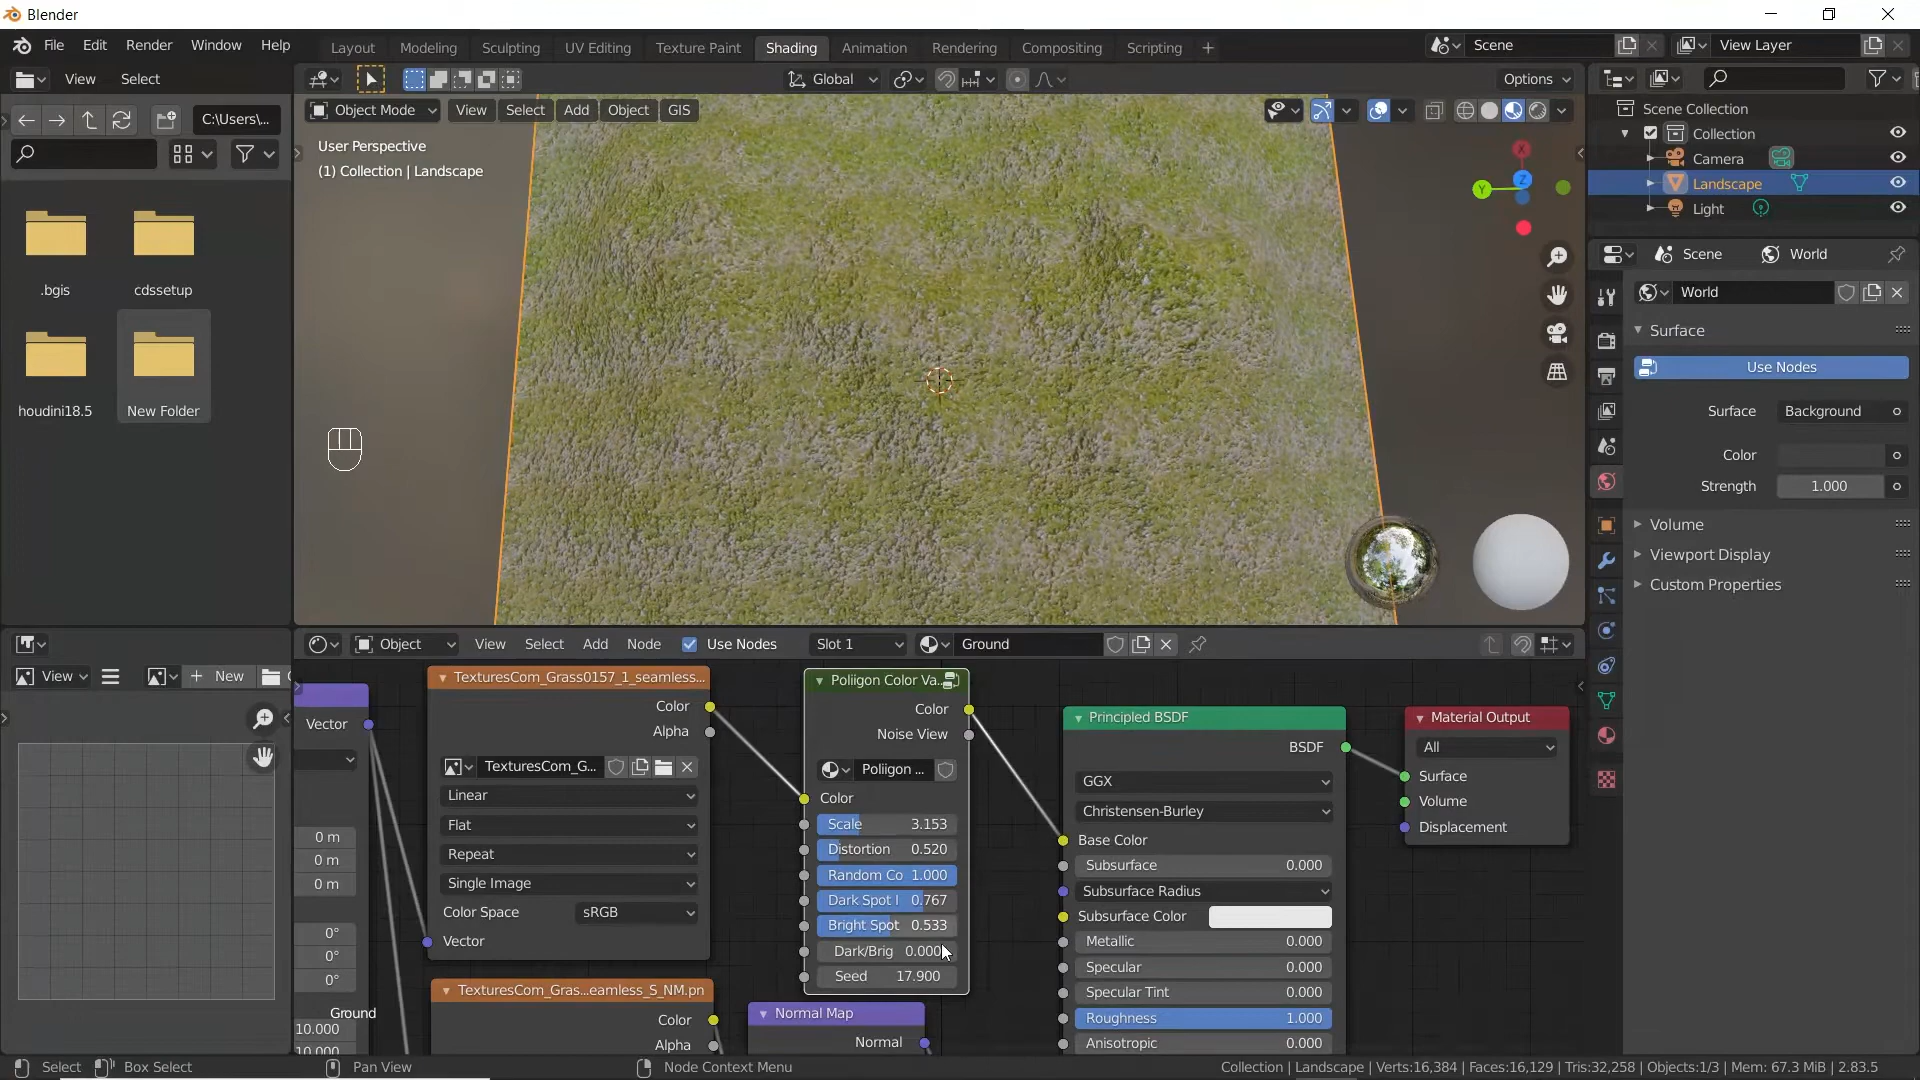 Blender
File Edit Render Window Help
Layout Modeling Sculpting UV Editing Texture Paint Shading Animation Rendering Compositing Scripting +
Scene
View Layer
View Select
Global
Options
C:\Users\...
Object Mode View Select Add Object GIS
User Perspective
(1) Collection | Landscape
.bgis
cdssetup
houdini18.5
New Folder
X
Y
Z
Scene Collection
Collection
Camera
Landscape
Light
Scene World
World
Surface
Use Nodes
Surface Background
Color
Strength 1.000
Volume
Viewport Display
Custom Properties
View
New
Object View Select Add Node Use Nodes Slot 1 Ground
Vector
0 m
0 m
0 m
0°
0°
0°
10.000
10.000
Ground
TexturesCom_Grass0157_1_seamless...
Color
Alpha
TexturesCom_G...
Linear
Flat
Repeat
Single Image
Color Space sRGB
Vector
TexturesCom_Gras...eamless_S_NM.pn
Color
Alpha
Poliigon Color Va..
Color
Noise View
Poliigon ...
Color
Scale 3.153
Distortion 0.520
Random Co 1.000
Dark Spot I 0.767
Bright Spot 0.533
Dark/Brig 0.000
Seed 17.900
Normal Map
Normal
Principled BSDF
BSDF
GGX
Christensen-Burley
Base Color
Subsurface 0.000
Subsurface Radius
Subsurface Color
Metallic 0.000
Specular 0.000
Specular Tint 0.000
Roughness 1.000
Anisotropic 0.000
Material Output
All
Surface
Volume
Displacement
Select Box Select Pan View Node Context Menu
Collection | Landscape | Verts:16,384 | Faces:16,129 | Tris:32,258 | Objects:1/3 | Mem: 67.3 MiB | 2.83.5